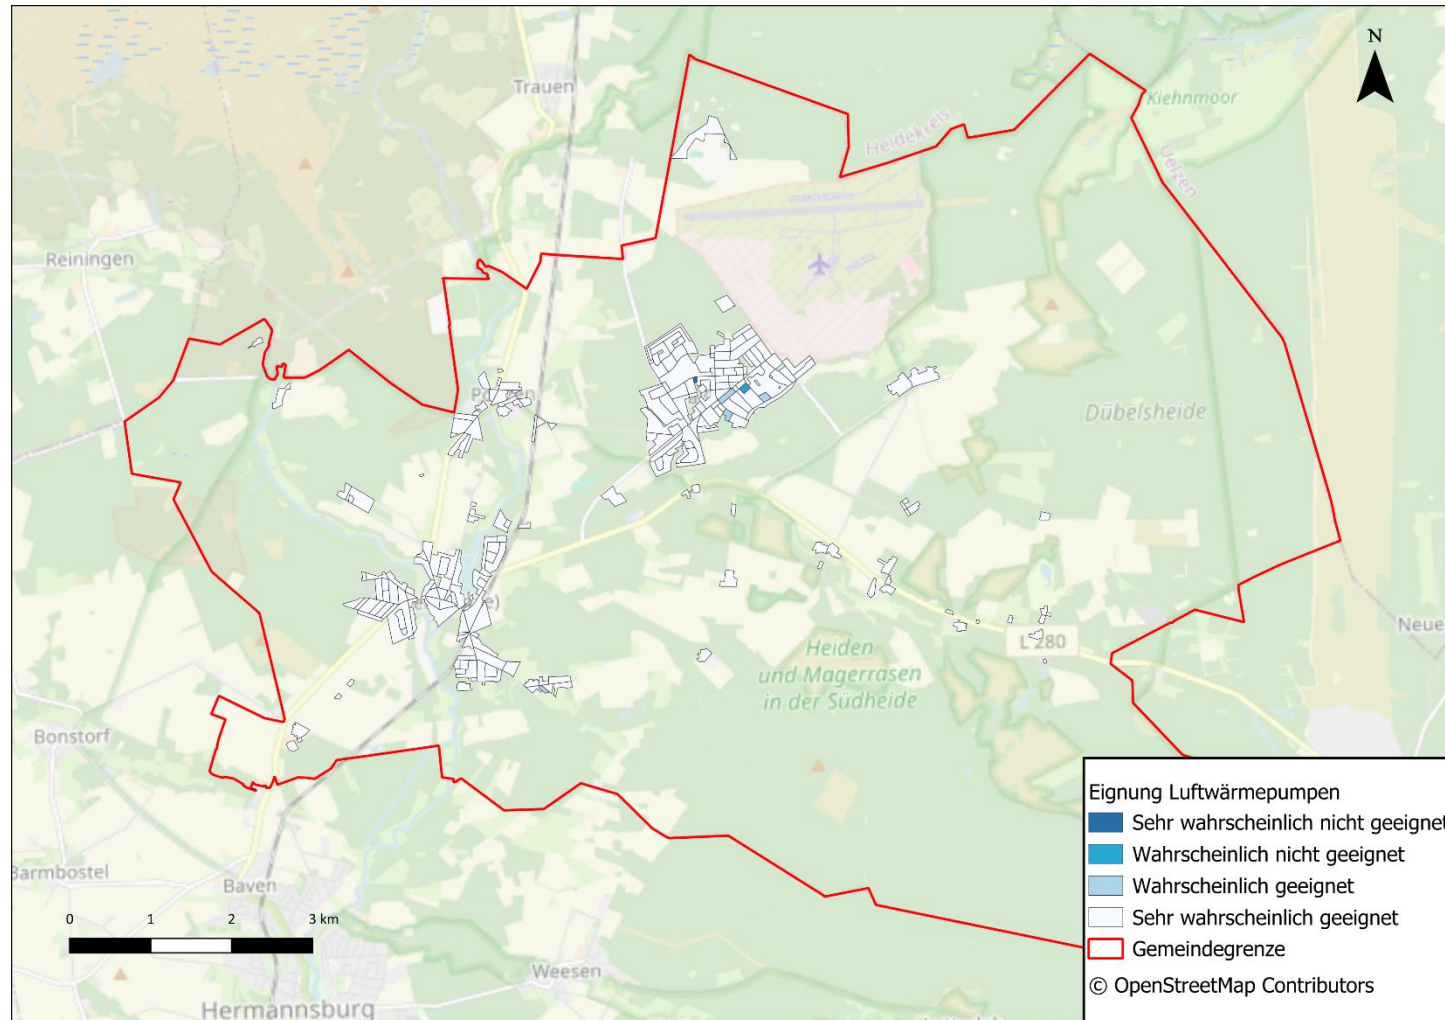 N
Trauen
Kiehnmoor
Heidekreis
Uelzen
Reiningen
Dübelsheide
Heiden
und Magerrasen
in der Südheide
L 280
Neue
Bonstorf
Barmbostel
Baven
0 1 2 3 km
Weesen
Hermannsburg
Eignung Luftwärmepumpen
Sehr wahrscheinlich nicht geeignet
Wahrscheinlich nicht geeignet
Wahrscheinlich geeignet
Sehr wahrscheinlich geeignet
Gemeindegrenze
© OpenStreetMap Contributors